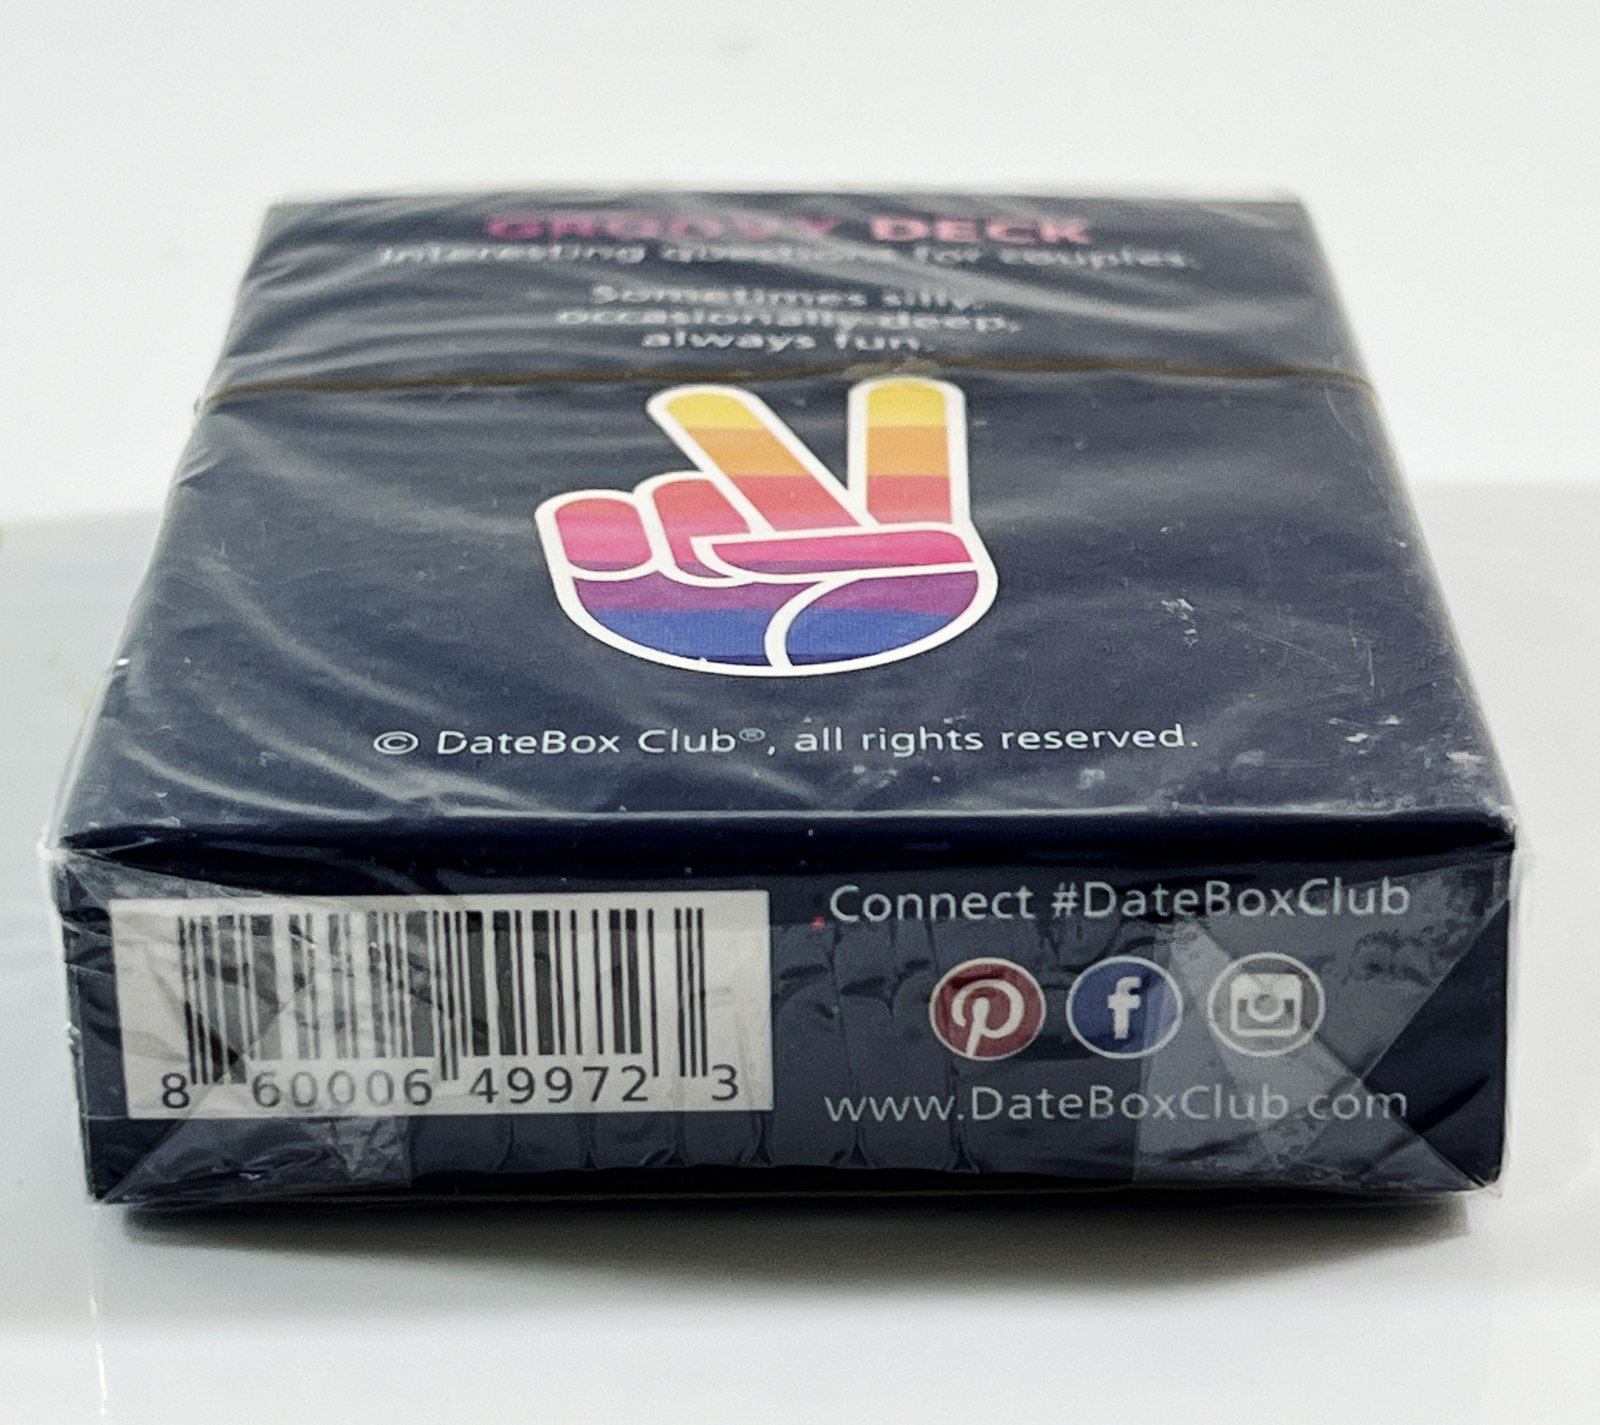 GROOVY DECK
Interesting questions for couples.
Sometimes silly,
occasionally deep,
always fun.
© DateBox Club®, all rights reserved.
Connect #DateBoxClub
www.DateBoxClub.com
8 60006 49972 3